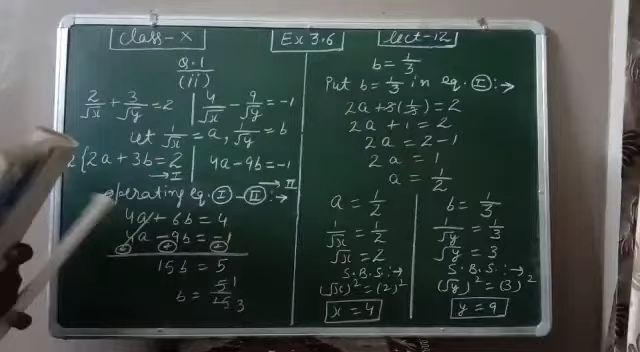 Class-X
Ex 3.6
Lect-12
Q.1
(ii)
2/√x + 3/√y = 2 | 4/√x - 9/√y = -1
Let 1/√x = a, 1/√y = b
2(2a + 3b = 2 → I | 4a - 9b = -1 → II
operating eq. I - II :→
4a + 6b = 4
4a - 9b = -1
15b = 5
b = 5/15 1/3
b = 1/3
Put b = 1/3 in eq. I :→
2a + 3(1/3) = 2
2a + 1 = 2
2a = 2-1
2a = 1
a = 1/2
a = 1/2
1/√x = 1/2
√x = 2
S.B.S :→
(√x)² = (2)²
x = 4
b = 1/3
1/√y = 1/3
√y = 3
S.B.S :→
(√y)² = (3)²
y = 9